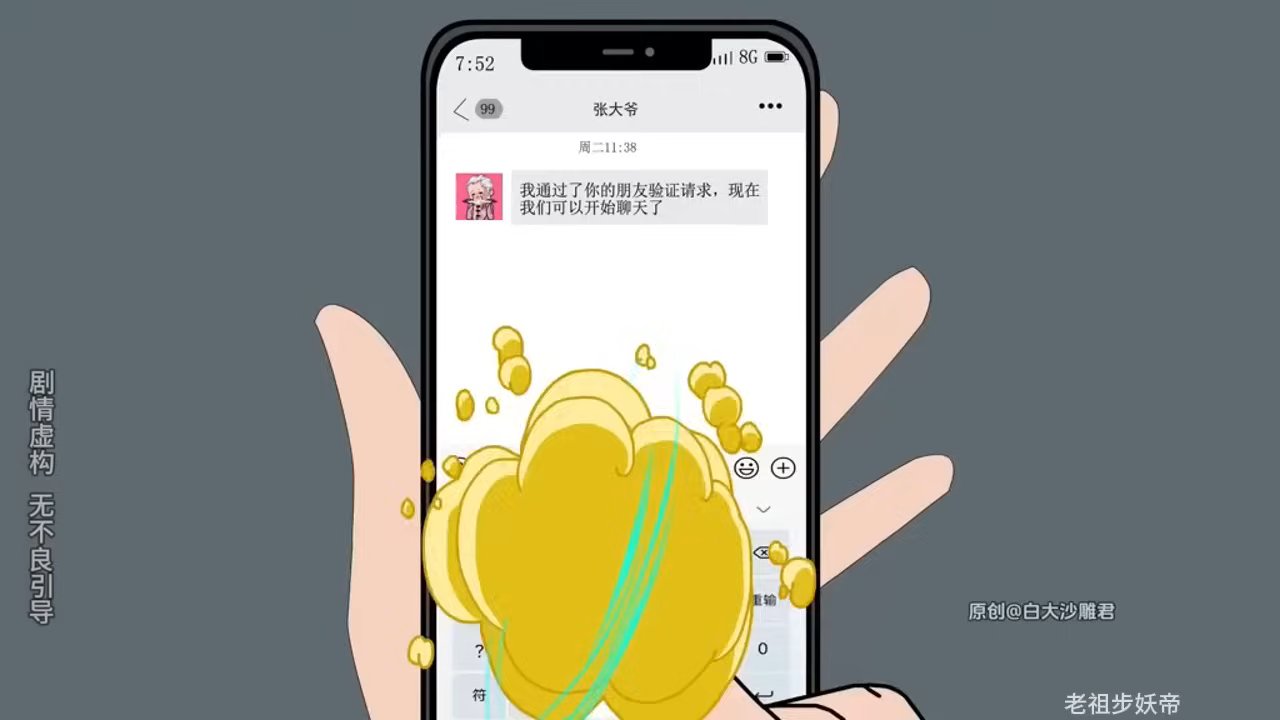 7:52
8G
99
张大爷
周二11:38
我通过了你的朋友验证请求，现在
我们可以开始聊天了
重输
?
0
符
剧情虚构 无不良引导
原创@白大沙雕君
老祖步妖帝